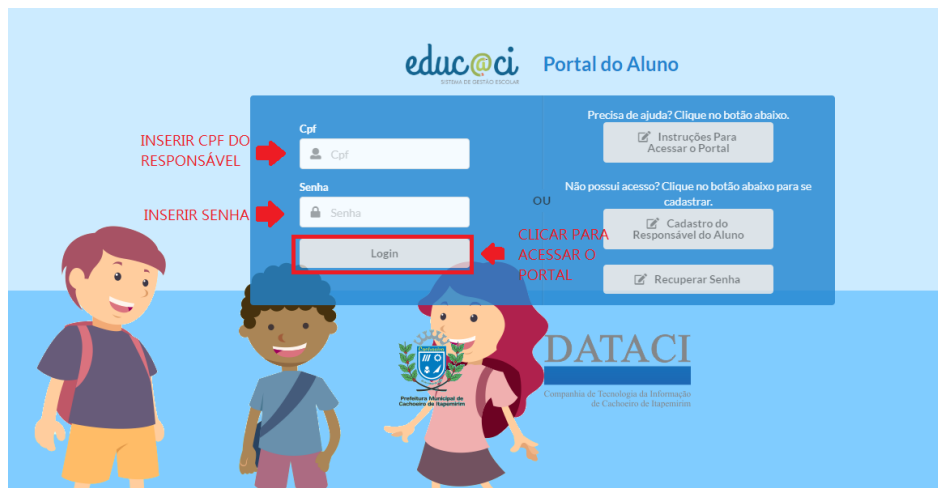 educ@ci
SISTEMA DE GESTÃO ESCOLAR
Portal do Aluno
INSERIR CPF DO
RESPONSÁVEL
Cpf
Cpf
INSERIR SENHA
Senha
Senha
Login
CLICAR PARA
ACESSAR O
PORTAL
OU
Precisa de ajuda? Clique no botão abaixo.
Instruções Para
Acessar o Portal
Não possui acesso? Clique no botão abaixo para se
cadastrar.
Cadastro do
Responsável do Aluno
Recuperar Senha
Prefeitura Municipal de
Cachoeiro de Itapemirim
DATACI
Companhia de Tecnologia da Informação
de Cachoeiro de Itapemirim